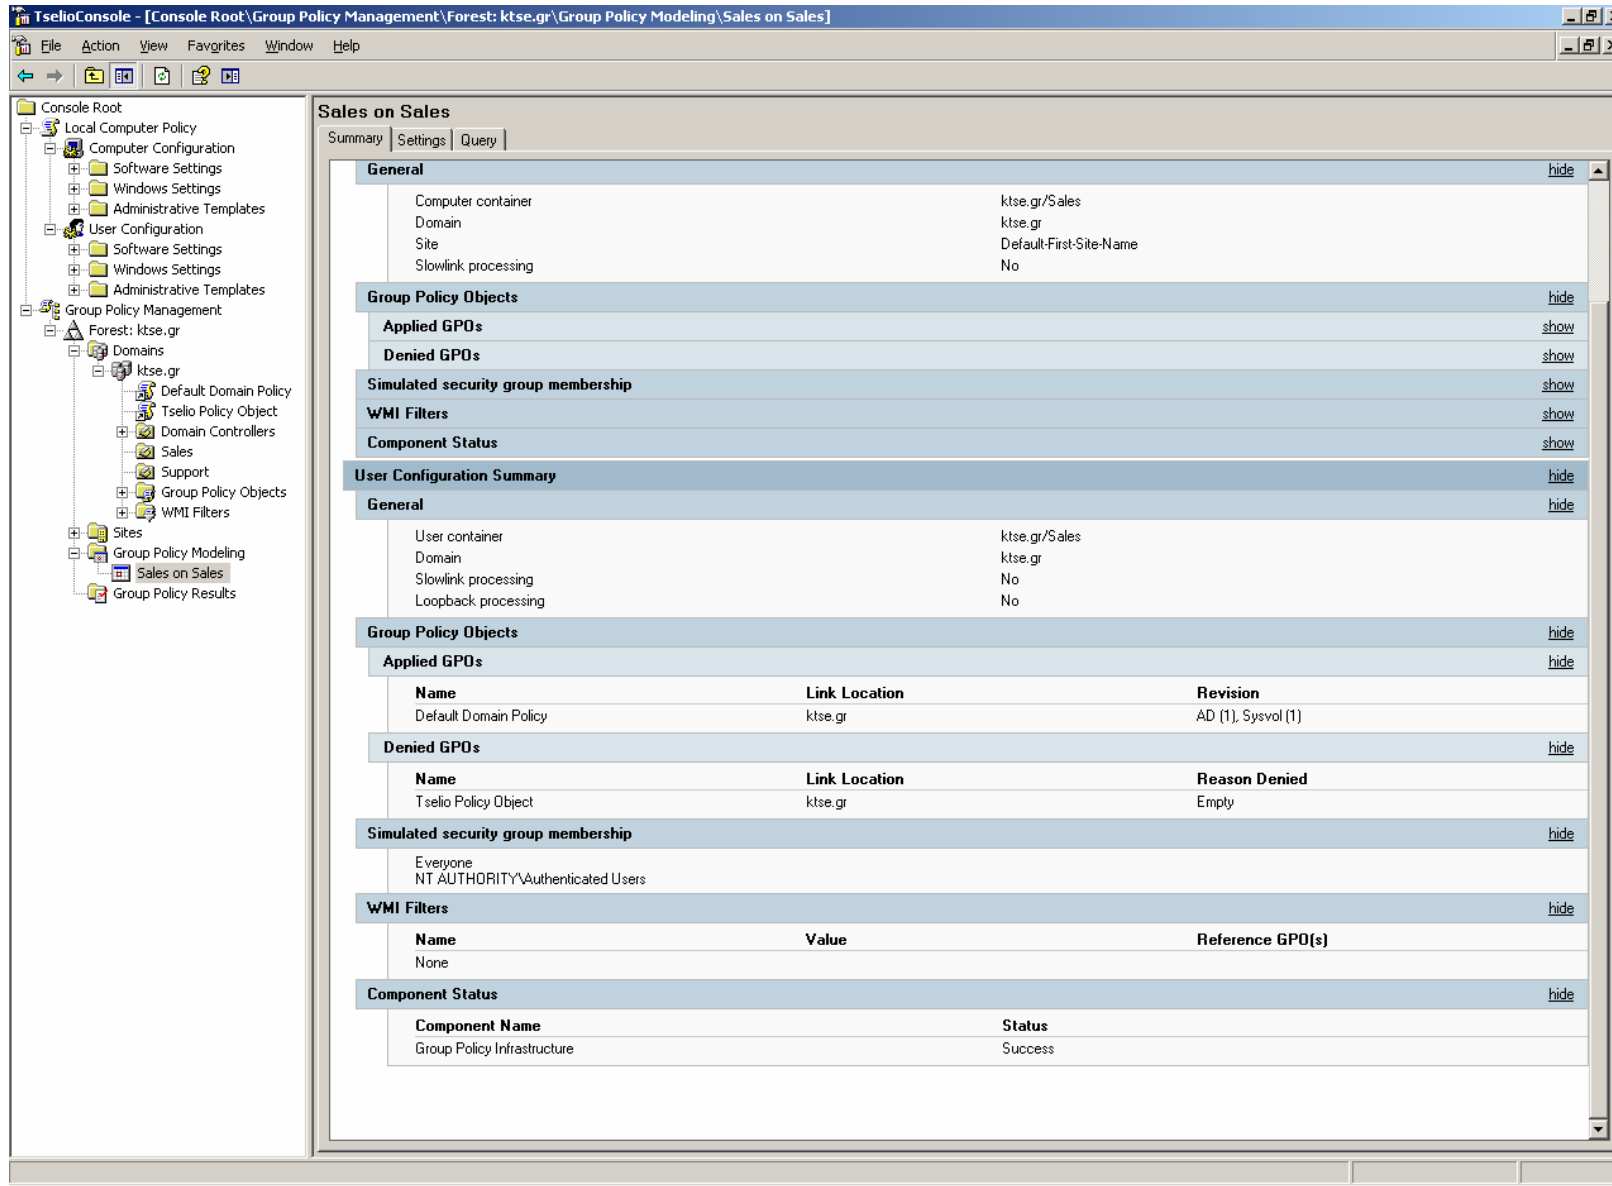 TselioConsole - [Console Root\Group Policy Management\Forest: ktse.gr\Group Policy Modeling\Sales on Sales]
File Action View Favorites Window Help
Console Root
Local Computer Policy
Computer Configuration
Software Settings
Windows Settings
Administrative Templates
User Configuration
Software Settings
Windows Settings
Administrative Templates
Group Policy Management
Forest: ktse.gr
Domains
ktse.gr
Default Domain Policy
Tselio Policy Object
Domain Controllers
Sales
Support
Group Policy Objects
WMI Filters
Sites
Group Policy Modeling
Sales on Sales
Group Policy Results
Sales on Sales
Summary Settings Query
General hide
Computer container ktse.gr/Sales
Domain ktse.gr
Site Default-First-Site-Name
Slowlink processing No
Group Policy Objects hide
Applied GPOs show
Denied GPOs show
Simulated security group membership show
WMI Filters show
Component Status show
User Configuration Summary hide
General hide
User container ktse.gr/Sales
Domain ktse.gr
Slowlink processing No
Loopback processing No
Group Policy Objects hide
Applied GPOs hide
Name Link Location Revision
Default Domain Policy ktse.gr AD (1), Sysvol (1)
Denied GPOs hide
Name Link Location Reason Denied
Tselio Policy Object ktse.gr Empty
Simulated security group membership hide
Everyone
NT AUTHORITY\Authenticated Users
WMI Filters hide
Name Value Reference GPO(s)
None
Component Status hide
Component Name Status
Group Policy Infrastructure Success